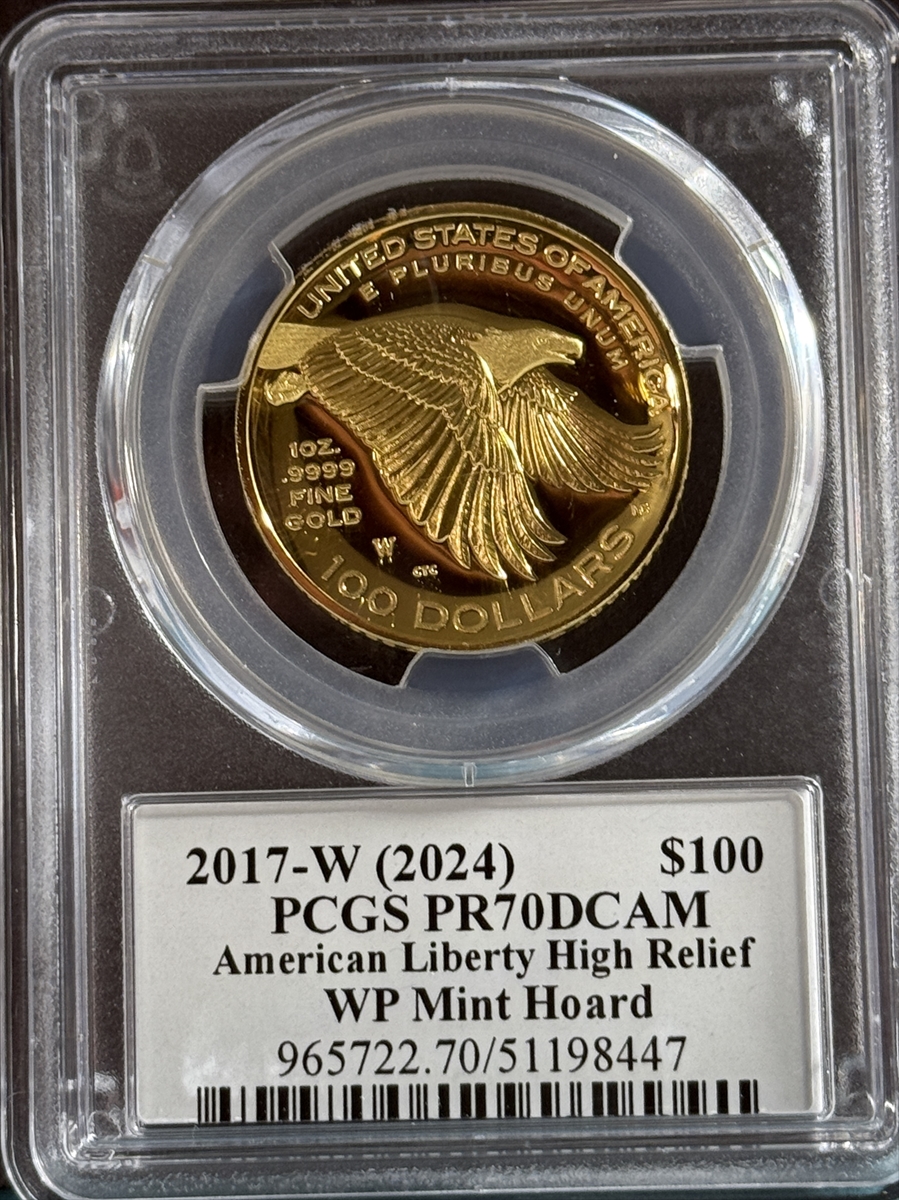 UNITED STATES OF AMERICA
E PLURIBUS UNUM
1OZ.
.9999
FINE
GOLD
W
CTC
100 DOLLARS
2017-W (2024) $100
PCGS PR70DCAM
American Liberty High Relief
WP Mint Hoard
965722.70/51198447